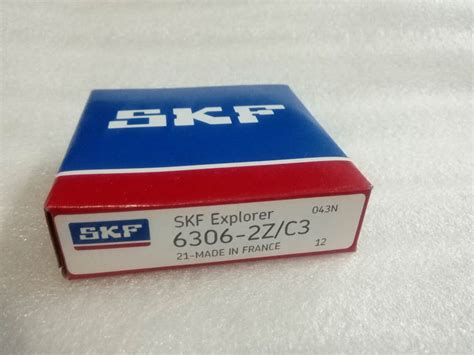 SKF
SKF
SKF Explorer
043N
6306-2Z/C3
21-MADE IN FRANCE
12